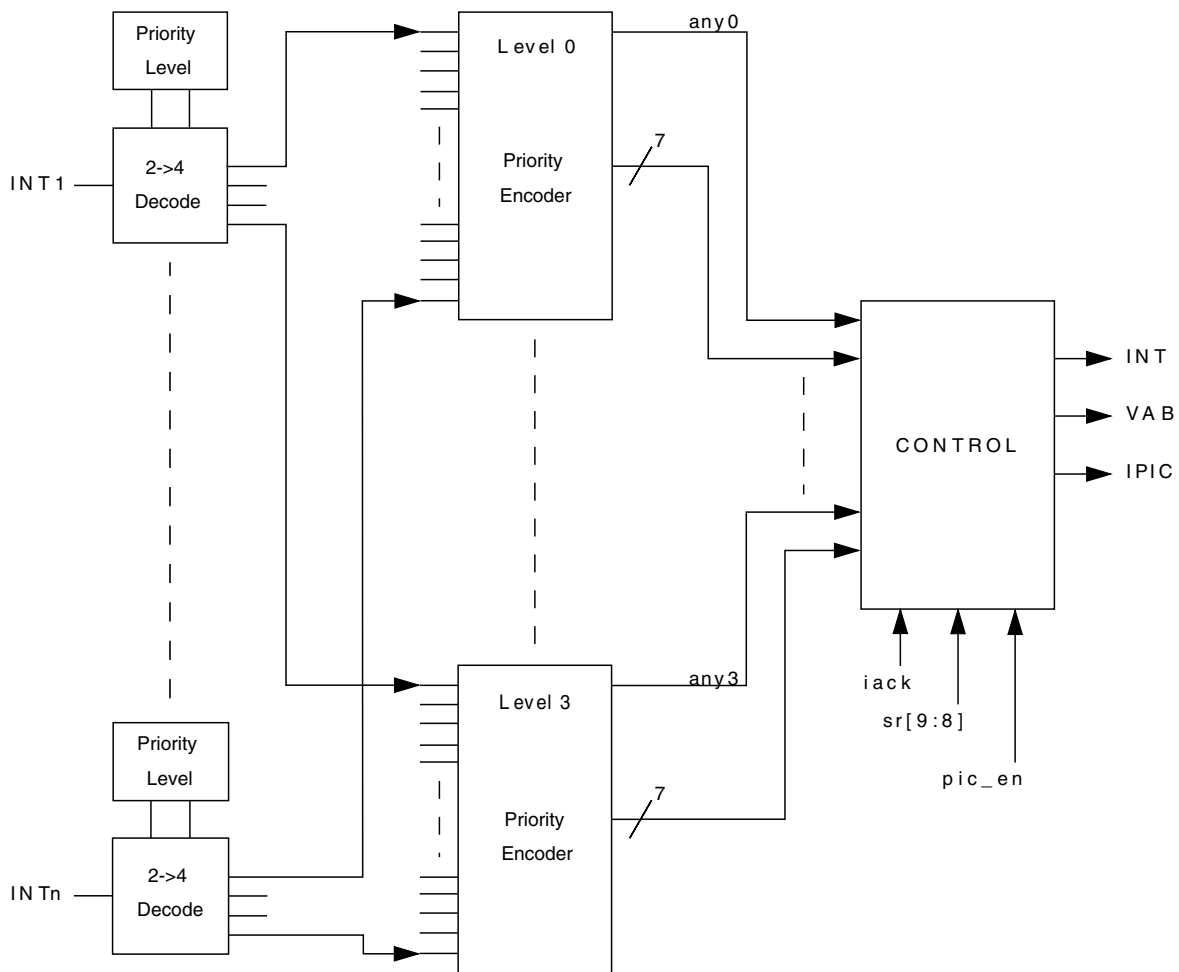 Priority
Level
INT1
2->4
Decode
Level 0
Priority
Encoder
any0
7
CONTROL
INT
VAB
IPIC
iack
sr[9:8]
pic_en
Priority
Level
INTn
2->4
Decode
Level 3
Priority
Encoder
any3
7